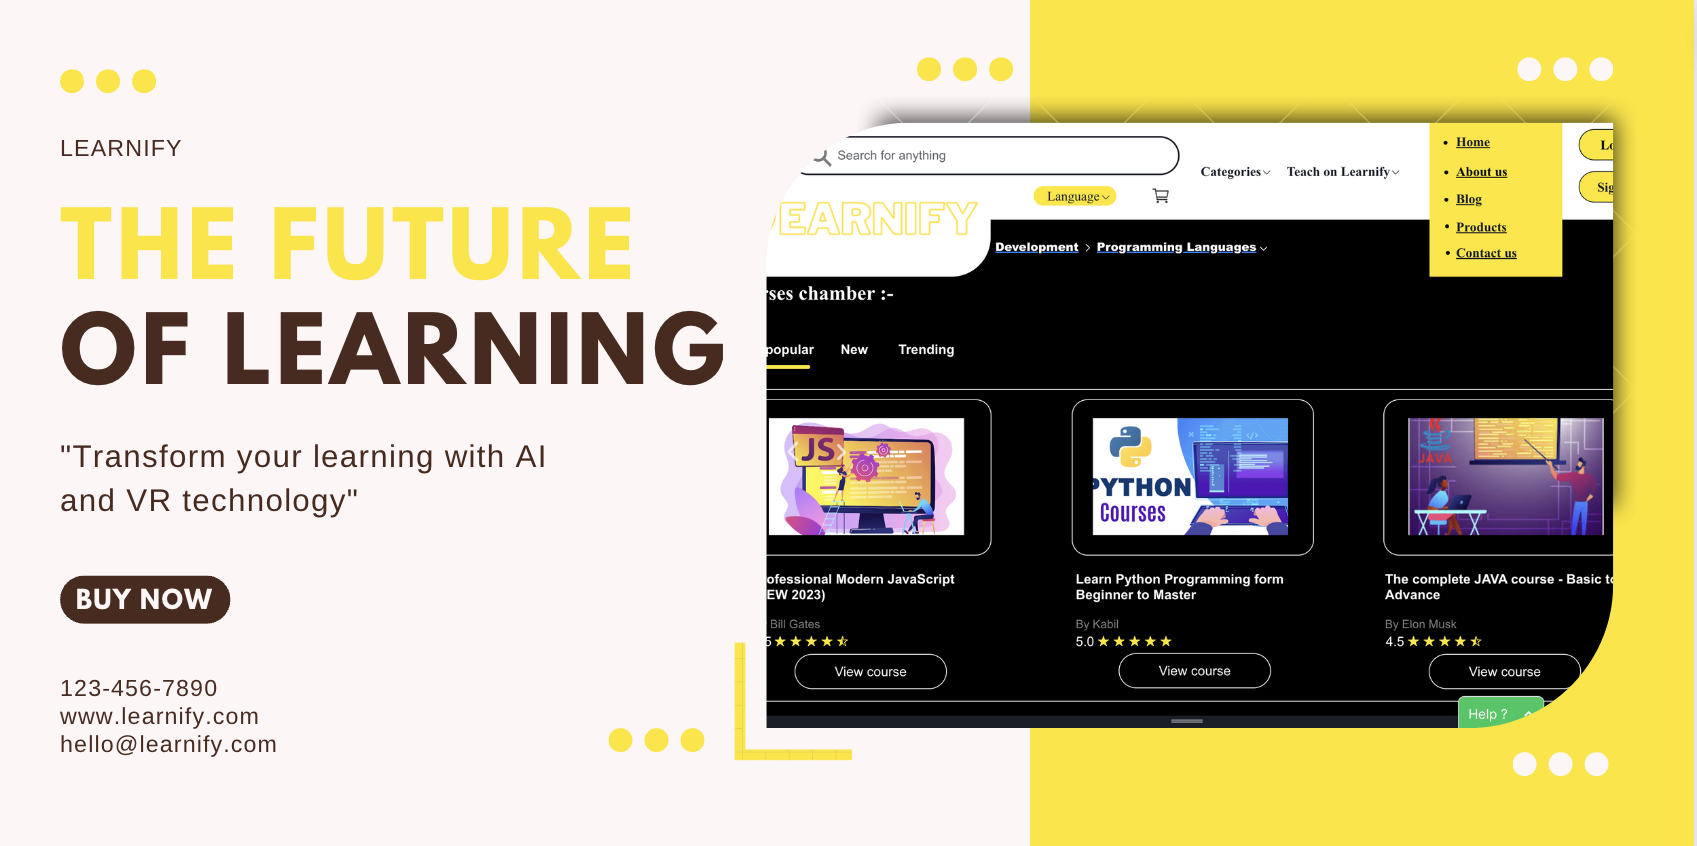 LEARNIFY
THE FUTURE
OF LEARNING
"Transform your learning with AI
and VR technology"
BUY NOW
123-456-7890
www.learnify.com
hello@learnify.com
Search for anything
Categories
Teach on Learnify
Language
LEARNIFY
Home
About us
Blog
Products
Contact us
Lo
Sig
Development > Programming Languages
rses chamber :-
popular
New
Trending
JS
PYTHON
Courses
JAVA
ofessional Modern JavaScript
EW 2023)
Bill Gates
5
View course
Learn Python Programming form
Beginner to Master
By Kabil
5.0
View course
The complete JAVA course - Basic to
Advance
By Elon Musk
4.5
View course
Help ?